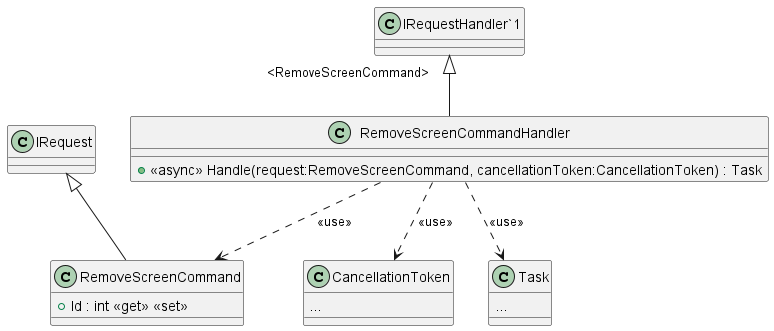 C IRequestHandler`1
<RemoveScreenCommand>
C IRequest
C RemoveScreenCommandHandler
«async» Handle(request:RemoveScreenCommand, cancellationToken:CancellationToken) : Task
«use»
«use»
«use»
C RemoveScreenCommand
Id : int «get» «set»
C CancellationToken
...
C Task
...